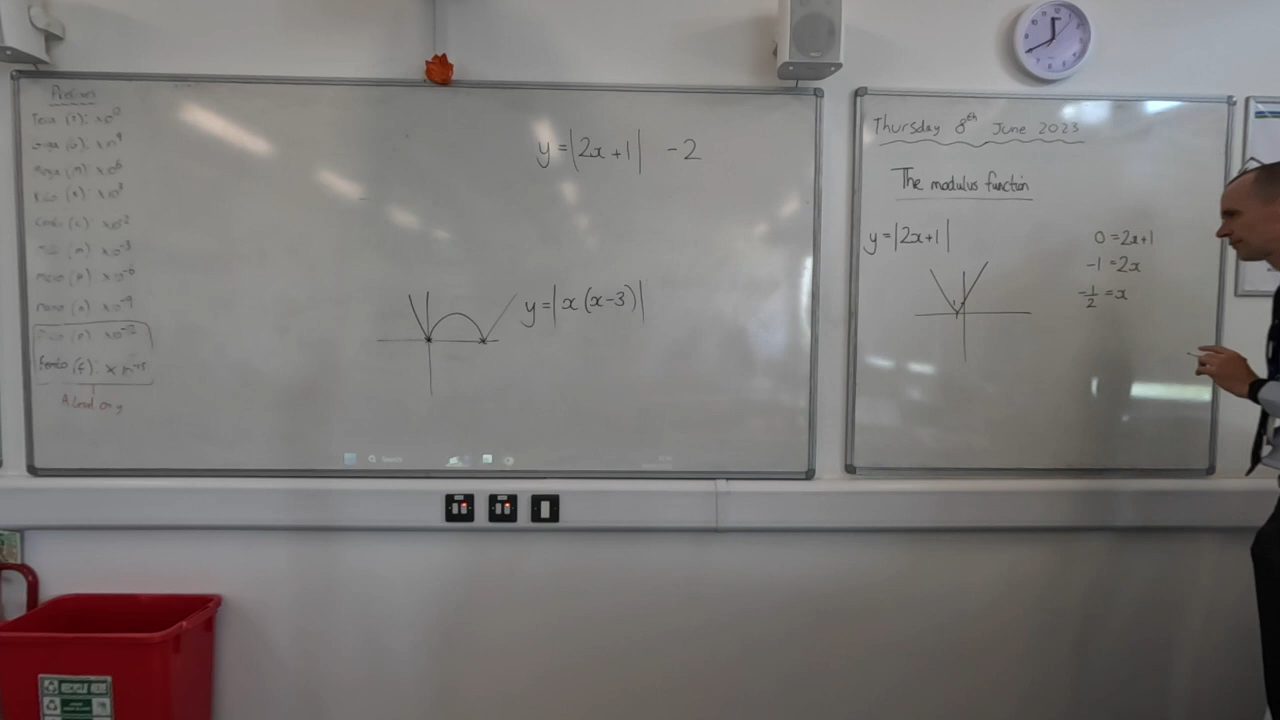 Prefixes
Tera (T): x10^12
Giga (G): x10^9
Mega (M): x10^6
Kilo (k): x10^3
Centi (c): x10^-2
Milli (m): x10^-3
Micro (μ): x10^-6
Nano (n): x10^-9
Pico (p): x10^-12
Femto (f): x10^-15
A level only
y=|2x+1| -2
y=|x(x-3)|
Search
Thursday 8th June 2023
The modulus function
y=|2x+1|
0=2x+1
-1=2x
-1/2=x